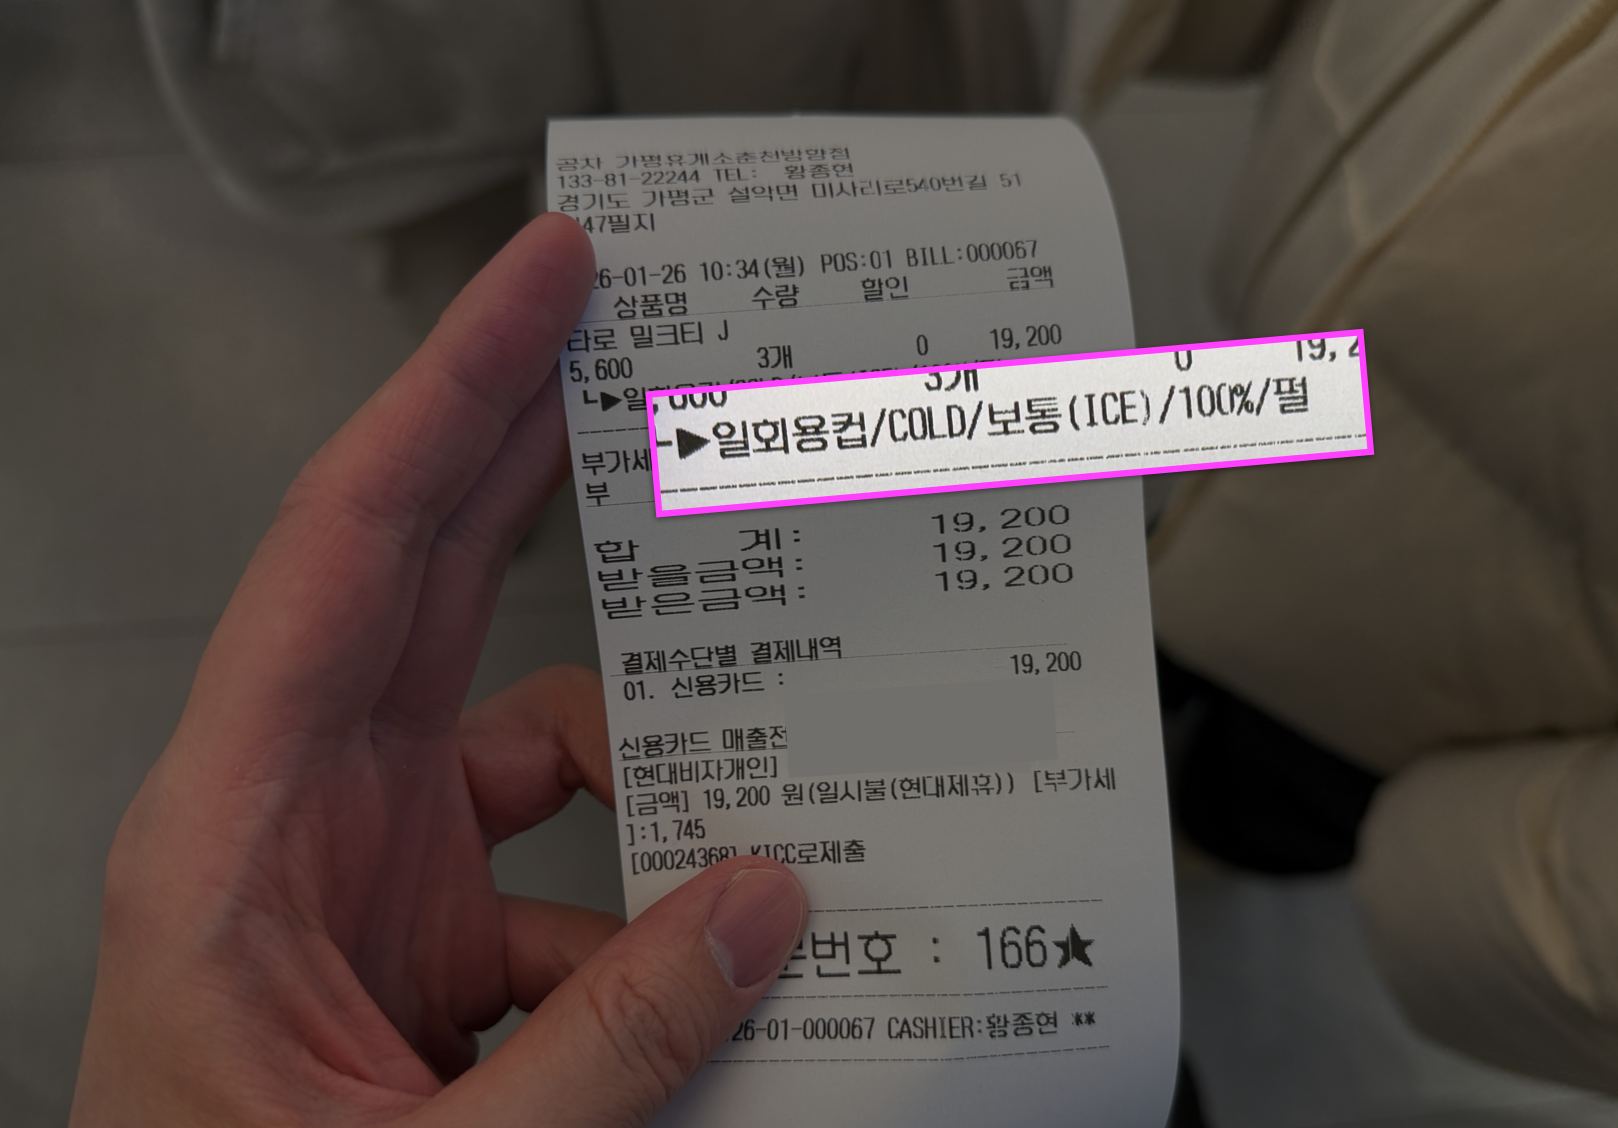 공차 가평휴게소춘천방향점
133-81-22244 TEL: 황종현
경기도 가평군 설악면 미사리로540번길 51
47필지
26-01-26 10:34(월) POS:01 BILL:000067
상품명 수량 할인 금액
타로 밀크티 J
5,600 3개 0 19,200
└▶일회용컵/COLD/보통(ICE)/100%/펄
부가세
부
합 계: 19,200
받을금액: 19,200
받은금액: 19,200
결제수단별 결제내역
01. 신용카드 : 19,200
신용카드 매출전
[현대비자개인]
[금액] 19,200 원(일시불(현대제휴)) [부가세
]:1,745
[00024368] KICC로제출
번호 : 166★
26-01-000067 CASHIER:황종현 **